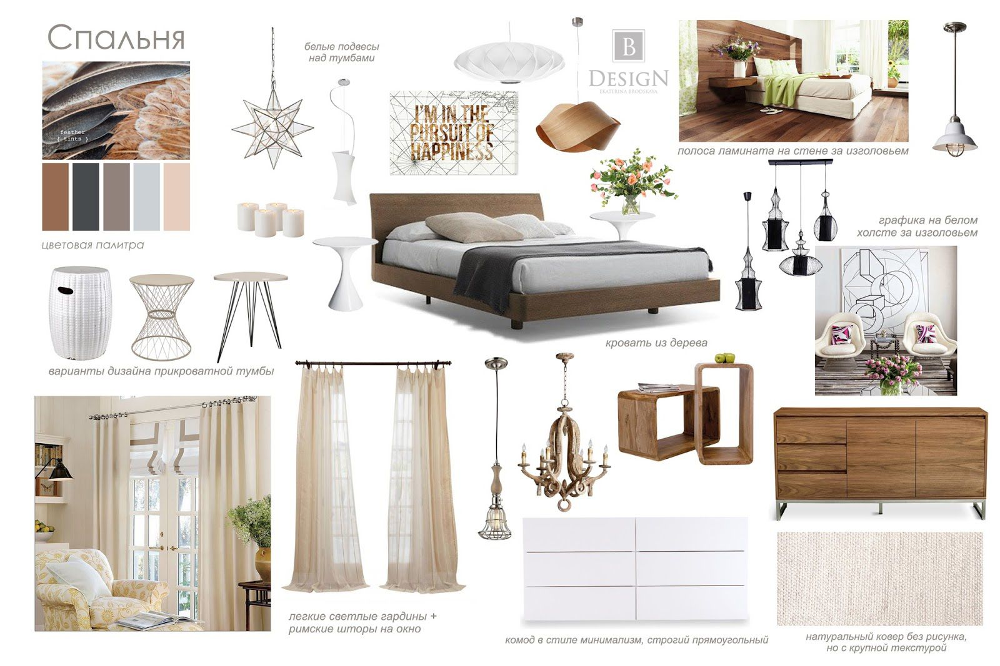 Спальня
feather
{ tints }
цветовая палитра
белые подвесы
над тумбами
I'M IN THE
PURSUIT OF
HAPPINESS
B
DESIGN
EKATERINA BRODSKAYA
полоса ламината на стене за изголовьем
графика на белом
холсте за изголовьем
кровать из дерева
варианты дизайна прикроватной тумбы
легкие светлые гардины +
римские шторы на окно
комод в стиле минимализм, строгий прямоугольный
натуральный ковер без рисунка,
но с крупной текстурой